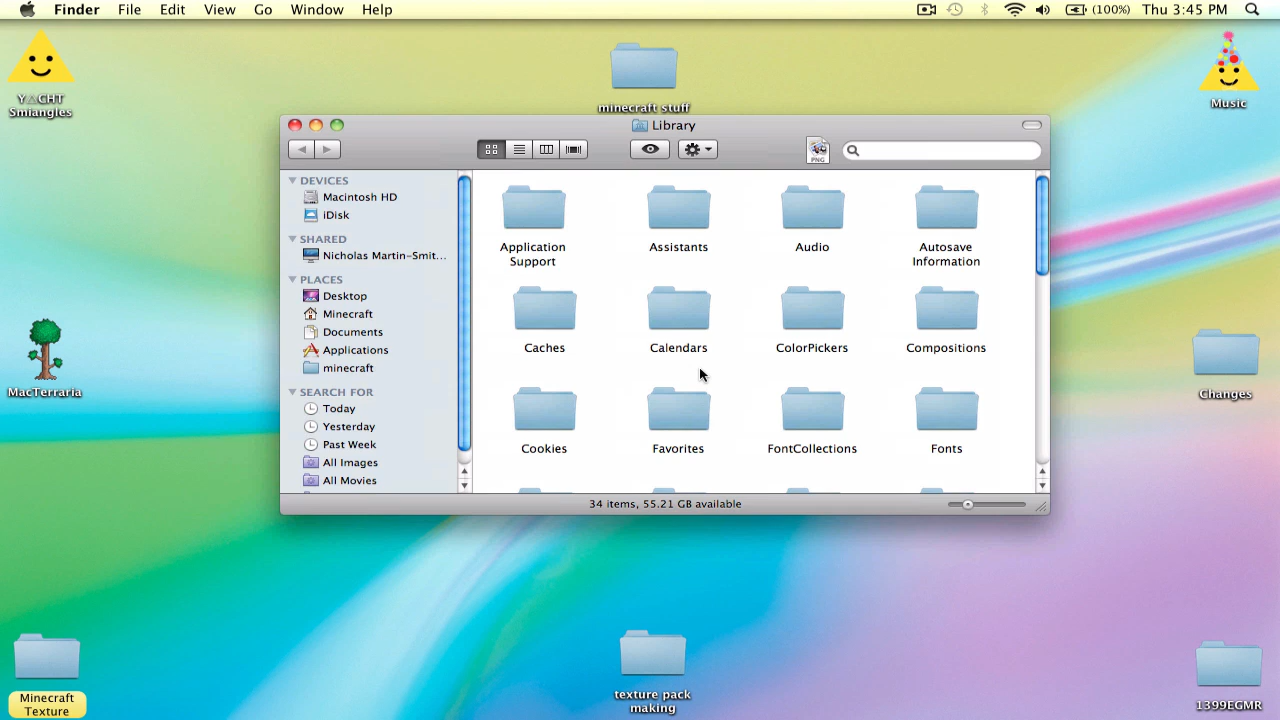 Finder File Edit View Go Window Help (100%) Thu 3:45 PM
Y△CHT
Smiangles
minecraft stuff
Music
Library
PNG
DEVICES
Macintosh HD
iDisk
SHARED
Nicholas Martin-Smit...
PLACES
Desktop
Minecraft
Documents
Applications
minecraft
SEARCH FOR
Today
Yesterday
Past Week
All Images
All Movies
Application
Support
Assistants
Audio
Autosave
Information
Caches
Calendars
ColorPickers
Compositions
Cookies
Favorites
FontCollections
Fonts
34 items, 55.21 GB available
MacTerraria
Changes
Minecraft
Texture
texture pack
making
1399EGMR